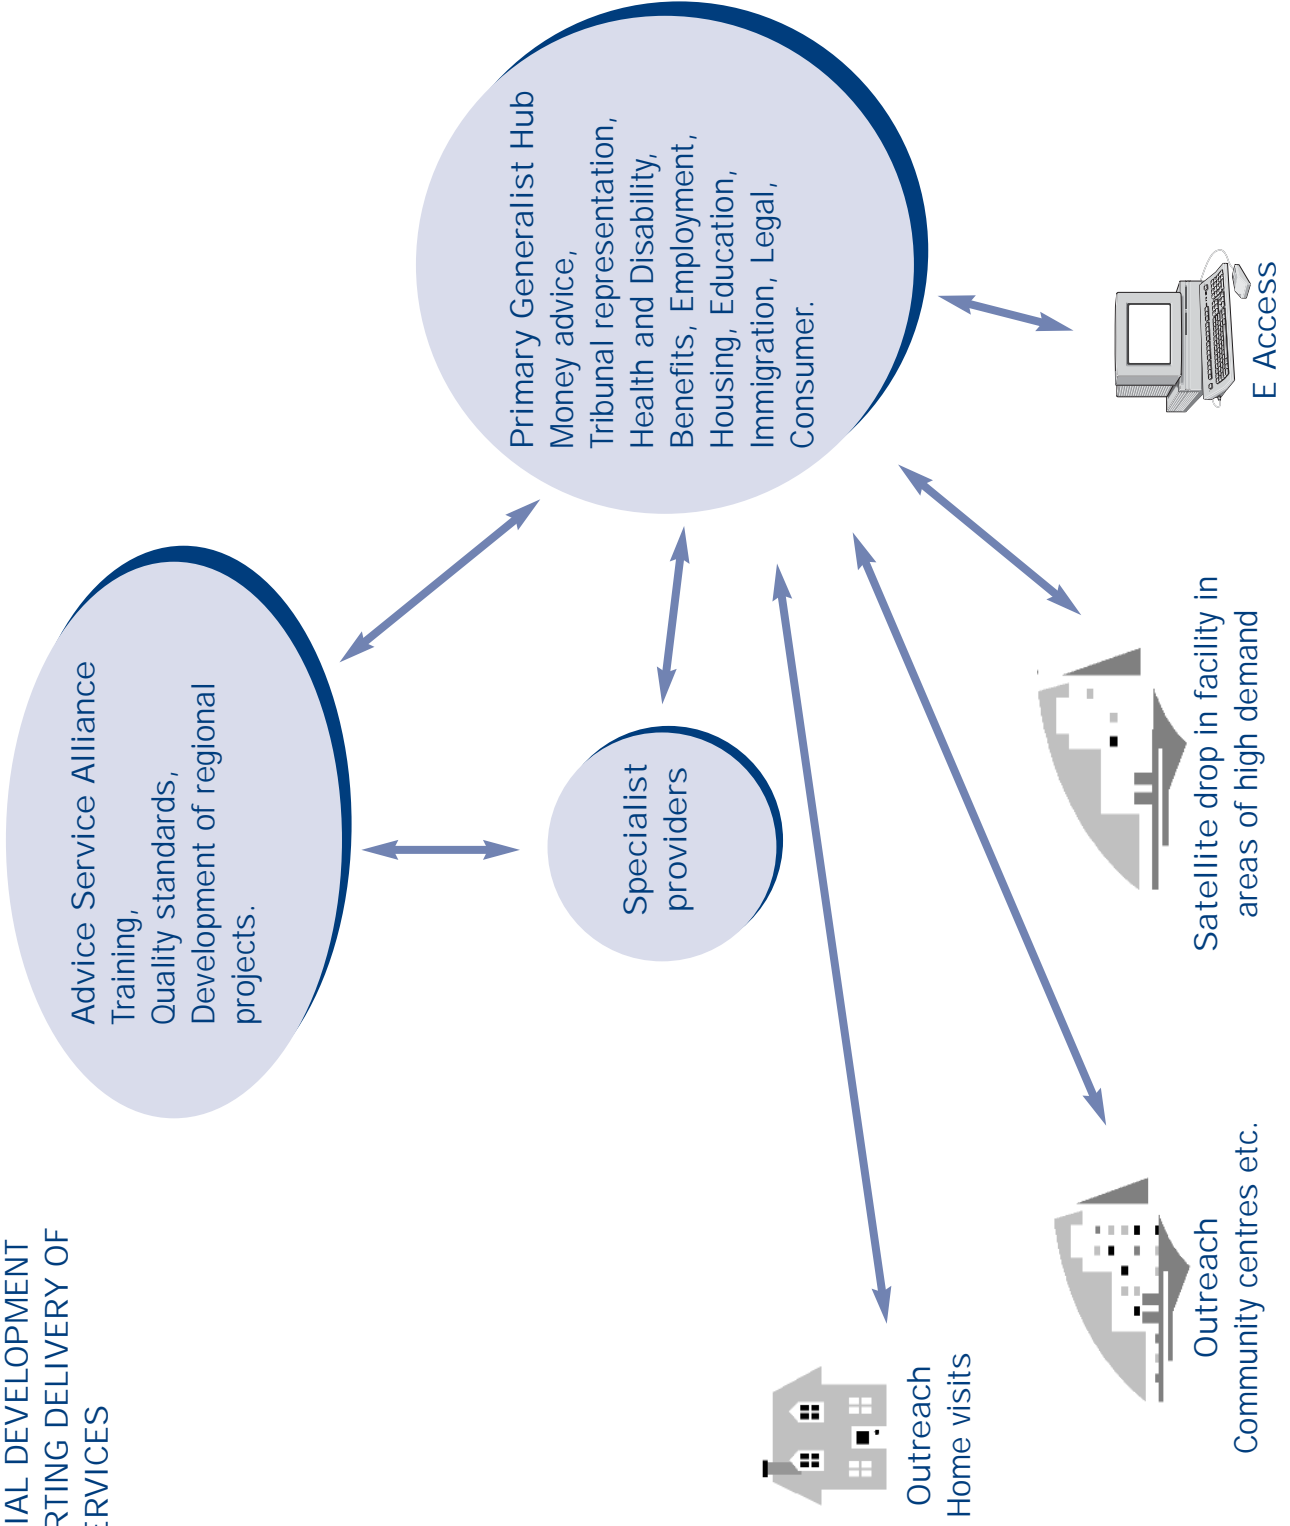 IAL DEVELOPMENT
RTING DELIVERY OF
ERVICES
Advice Service Alliance
Training,
Quality standards,
Development of regional
projects.
Primary Generalist Hub
Money advice,
Tribunal representation,
Health and Disability,
Benefits, Employment,
Housing, Education,
Immigration, Legal,
Consumer.
Specialist
providers
Outreach
Home visits
Outreach
Community centres etc.
Satellite drop in facility in
areas of high demand
E Access